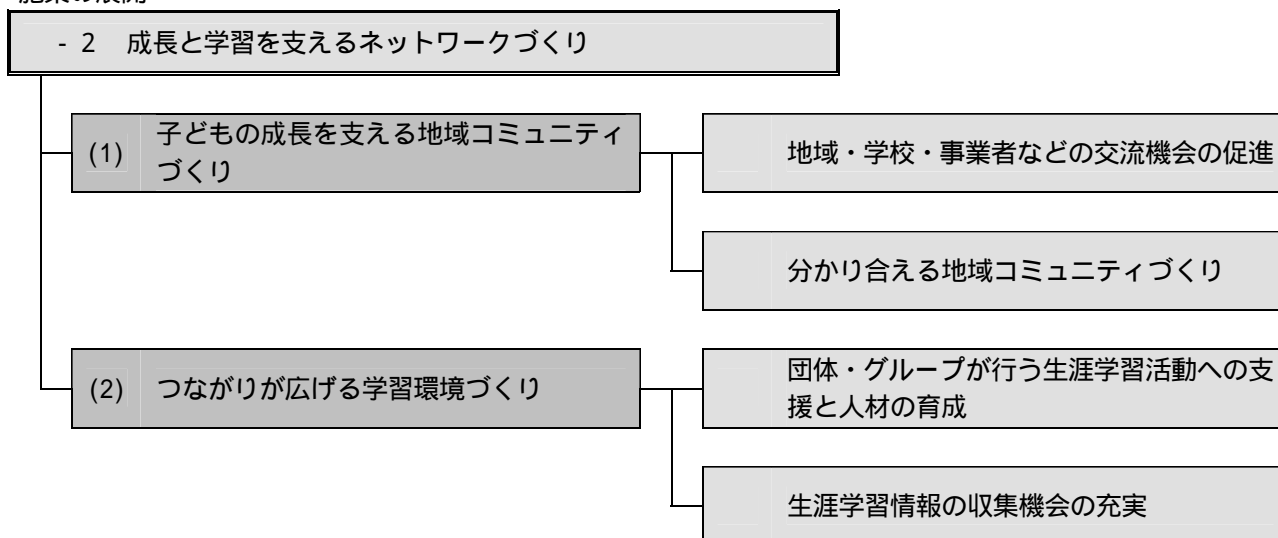 - 2 成長と学習を支えるネットワークづくり
(1) 子どもの成長を支える地域コミュニティ
づくり
地域・学校・事業者などの交流機会の促進
分かり合える地域コミュニティづくり
(2) つながりが広げる学習環境づくり
団体・グループが行う生涯学習活動への支
援と人材の育成
生涯学習情報の収集機会の充実